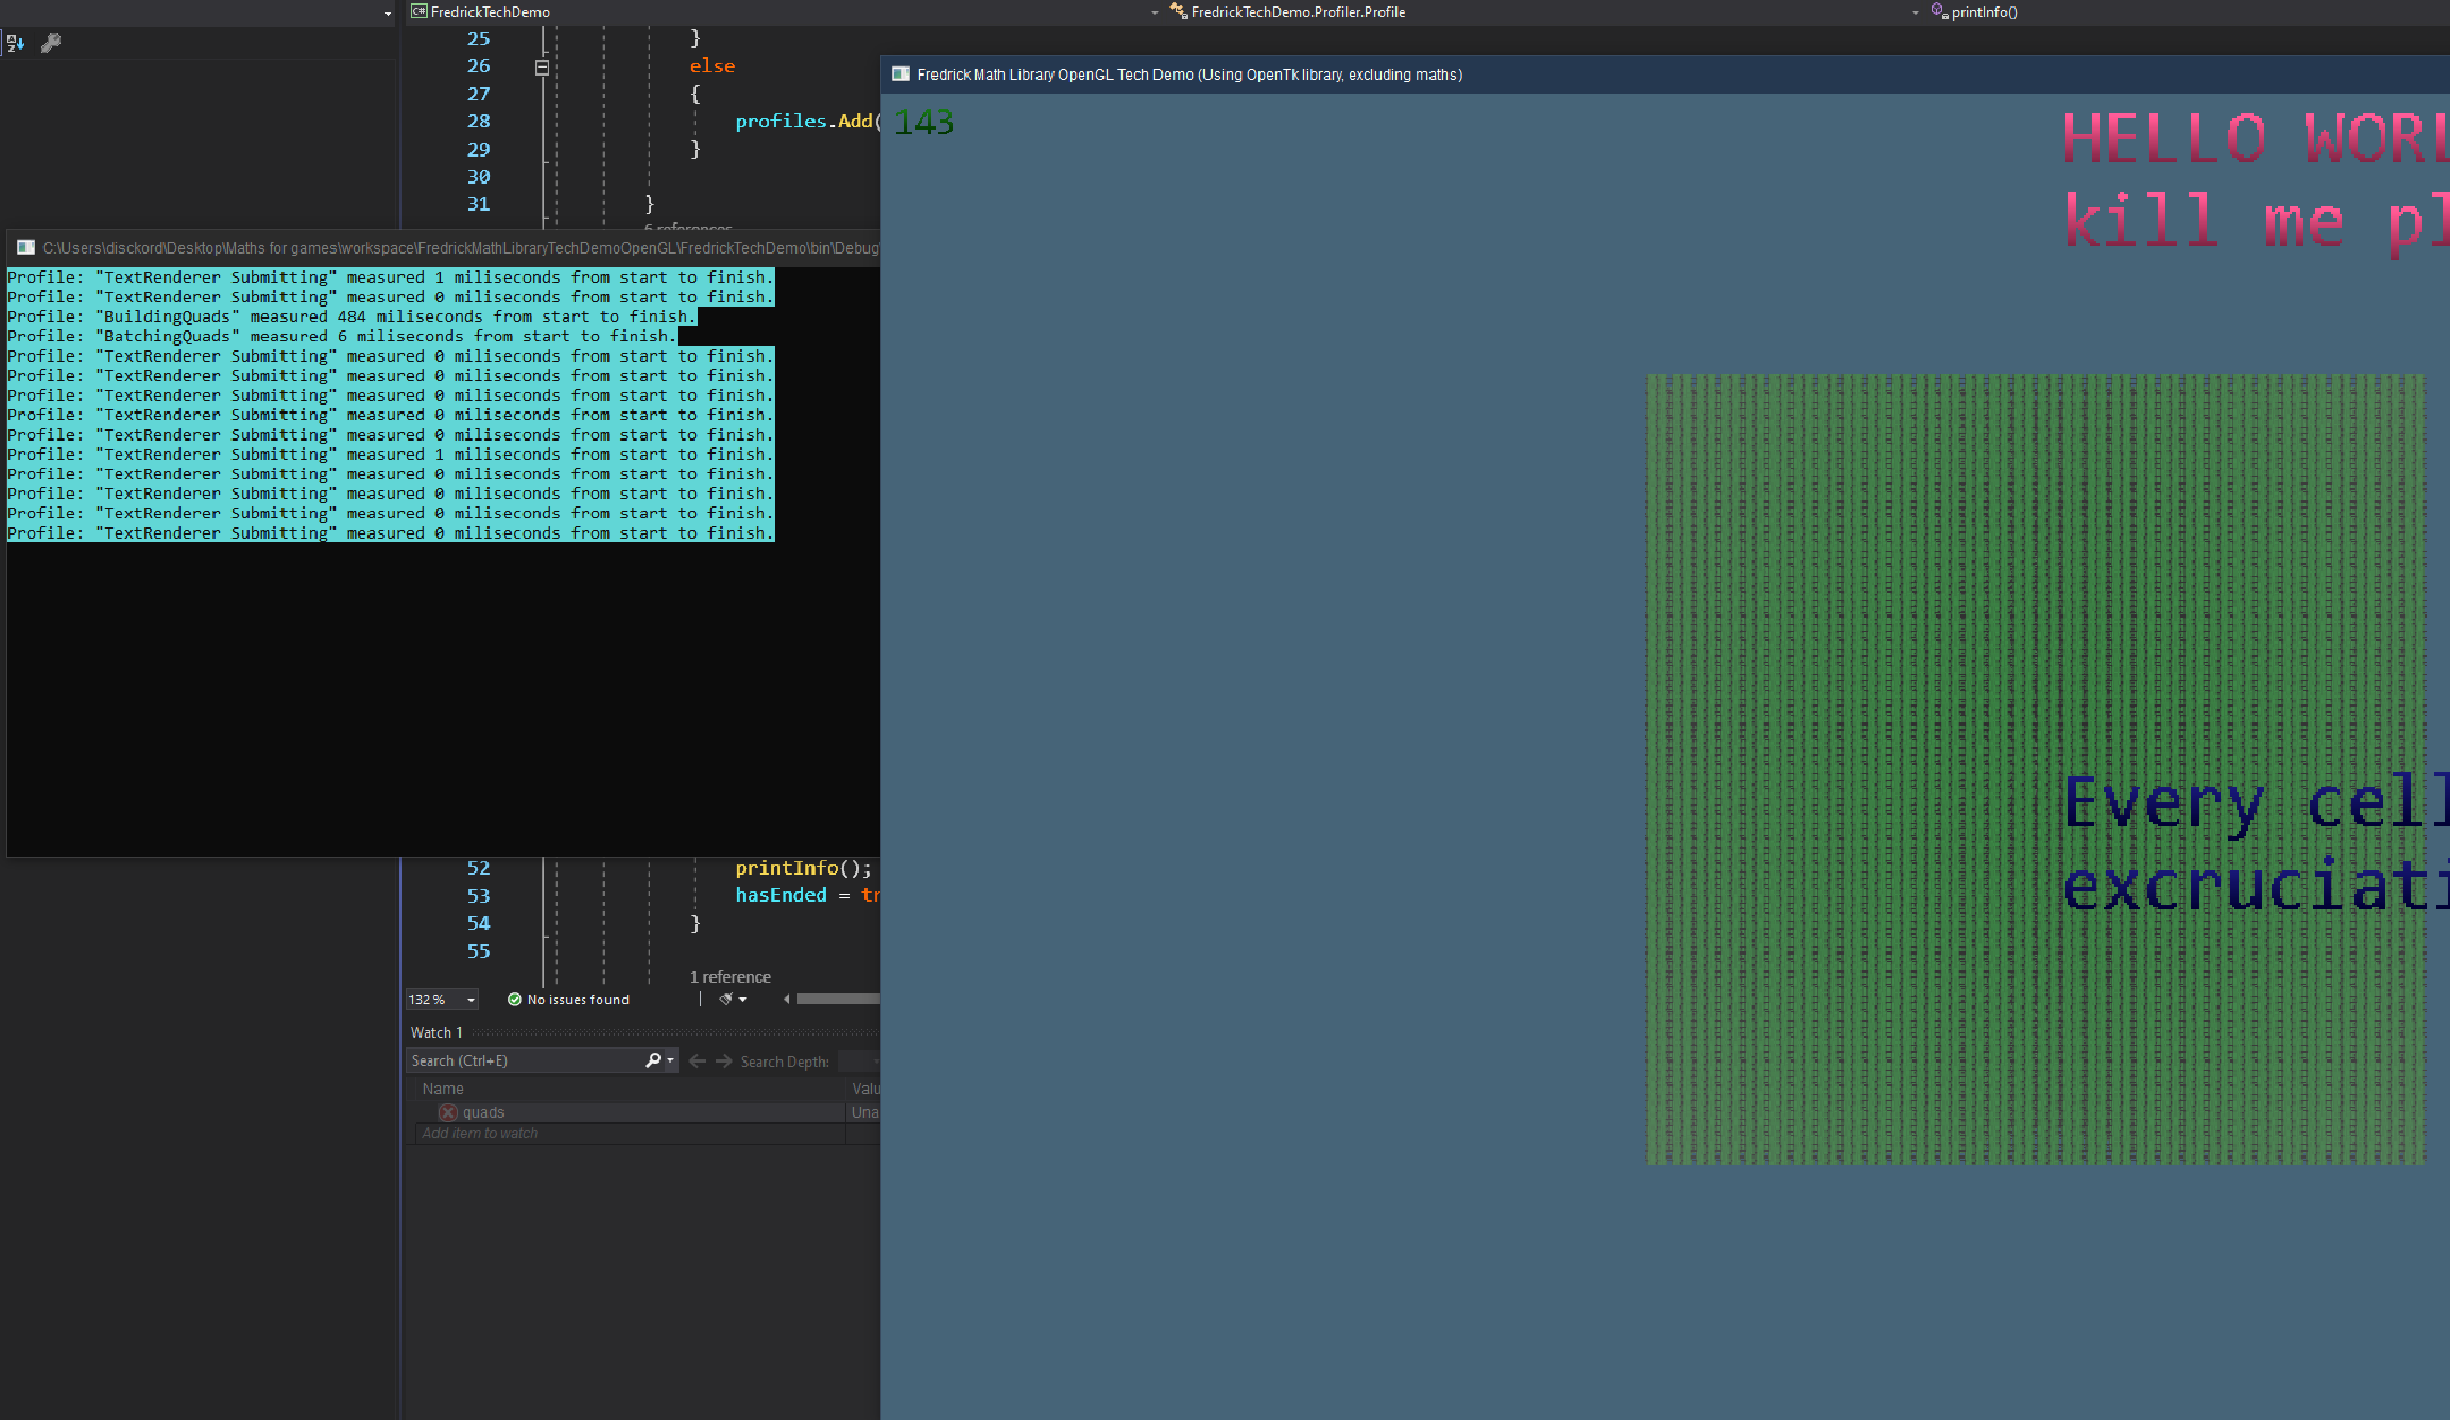 FredrickTechDemo
FredrickTechDemo.Profiler.Profile
printInfo()
25 }
26 else
27 {
28 profiles.Add(
29 }
30
31 }
6 references
Fredrick Math Library OpenGL Tech Demo (Using OpenTk library, excluding maths)
143
HELLO WORL
kill me pl
C:\Users\disckord\Desktop\Maths for games\workspace\FredrickMathLibraryTechDemoOpenGL\FredrickTechDemo\bin\Debug\
Profile: "TextRenderer Submitting" measured 1 miliseconds from start to finish.
Profile: "TextRenderer Submitting" measured 0 miliseconds from start to finish.
Profile: "BuildingQuads" measured 484 miliseconds from start to finish.
Profile: "BatchingQuads" measured 6 miliseconds from start to finish.
Profile: "TextRenderer Submitting" measured 0 miliseconds from start to finish.
Profile: "TextRenderer Submitting" measured 0 miliseconds from start to finish.
Profile: "TextRenderer Submitting" measured 0 miliseconds from start to finish.
Profile: "TextRenderer Submitting" measured 0 miliseconds from start to finish.
Profile: "TextRenderer Submitting" measured 0 miliseconds from start to finish.
Profile: "TextRenderer Submitting" measured 1 miliseconds from start to finish.
Profile: "TextRenderer Submitting" measured 0 miliseconds from start to finish.
Profile: "TextRenderer Submitting" measured 0 miliseconds from start to finish.
Profile: "TextRenderer Submitting" measured 0 miliseconds from start to finish.
Profile: "TextRenderer Submitting" measured 0 miliseconds from start to finish.
Every cell
excruciati
52 printInfo();
53 hasEnded = tr
54 }
55
1 reference
132 % No issues found
Watch 1
Search (Ctrl+E) Search Depth:
Name Valu
quads Una
Add item to watch